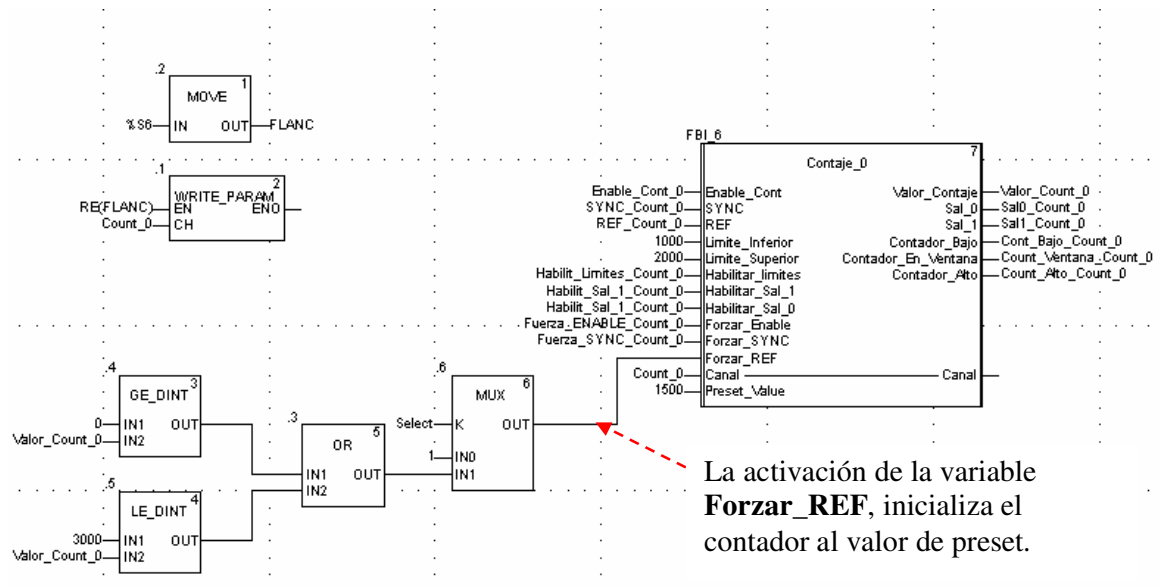 .2
1
MOVE
%S6 IN OUT FLANC
.1
2
WRITE_PARAM
RE(FLANC) EN ENO
Count_0 CH
FBI_6
7
Contaje_0
Enable_Cont_0 Enable_Cont Valor_Contaje Valor_Count_0
SYNC_Count_0 SYNC Sal_0 Sal0_Count_0
REF_Count_0 REF Sal_1 Sal1_Count_0
1000 Limite_Inferior Contador_Bajo Cont_Bajo_Count_0
2000 Limite_Superior Contador_En_Ventana Count_Ventana_Count_0
Habilit_Limites_Count_0 Habilitar_limites Contador_Alto Count_Alto_Count_0
Habilit_Sal_1_Count_0 Habilitar_Sal_1
Habilit_Sal_1_Count_0 Habilitar_Sal_0
Fuerza_ENABLE_Count_0 Forzar_Enable
Fuerza_SYNC_Count_0 Forzar_SYNC
Forzar_REF
Count_0 Canal Canal
1500 Preset_Value
.4
3
GE_DINT
0 IN1 OUT
Valor_Count_0 IN2
.3
5
OR
IN1 OUT
IN2
.6
6
MUX
Select K OUT
1 IN0
IN1
.5
4
LE_DINT
3000 IN1 OUT
Valor_Count_0 IN2
La activación de la variable
Forzar_REF, inicializa el
contador al valor de preset.